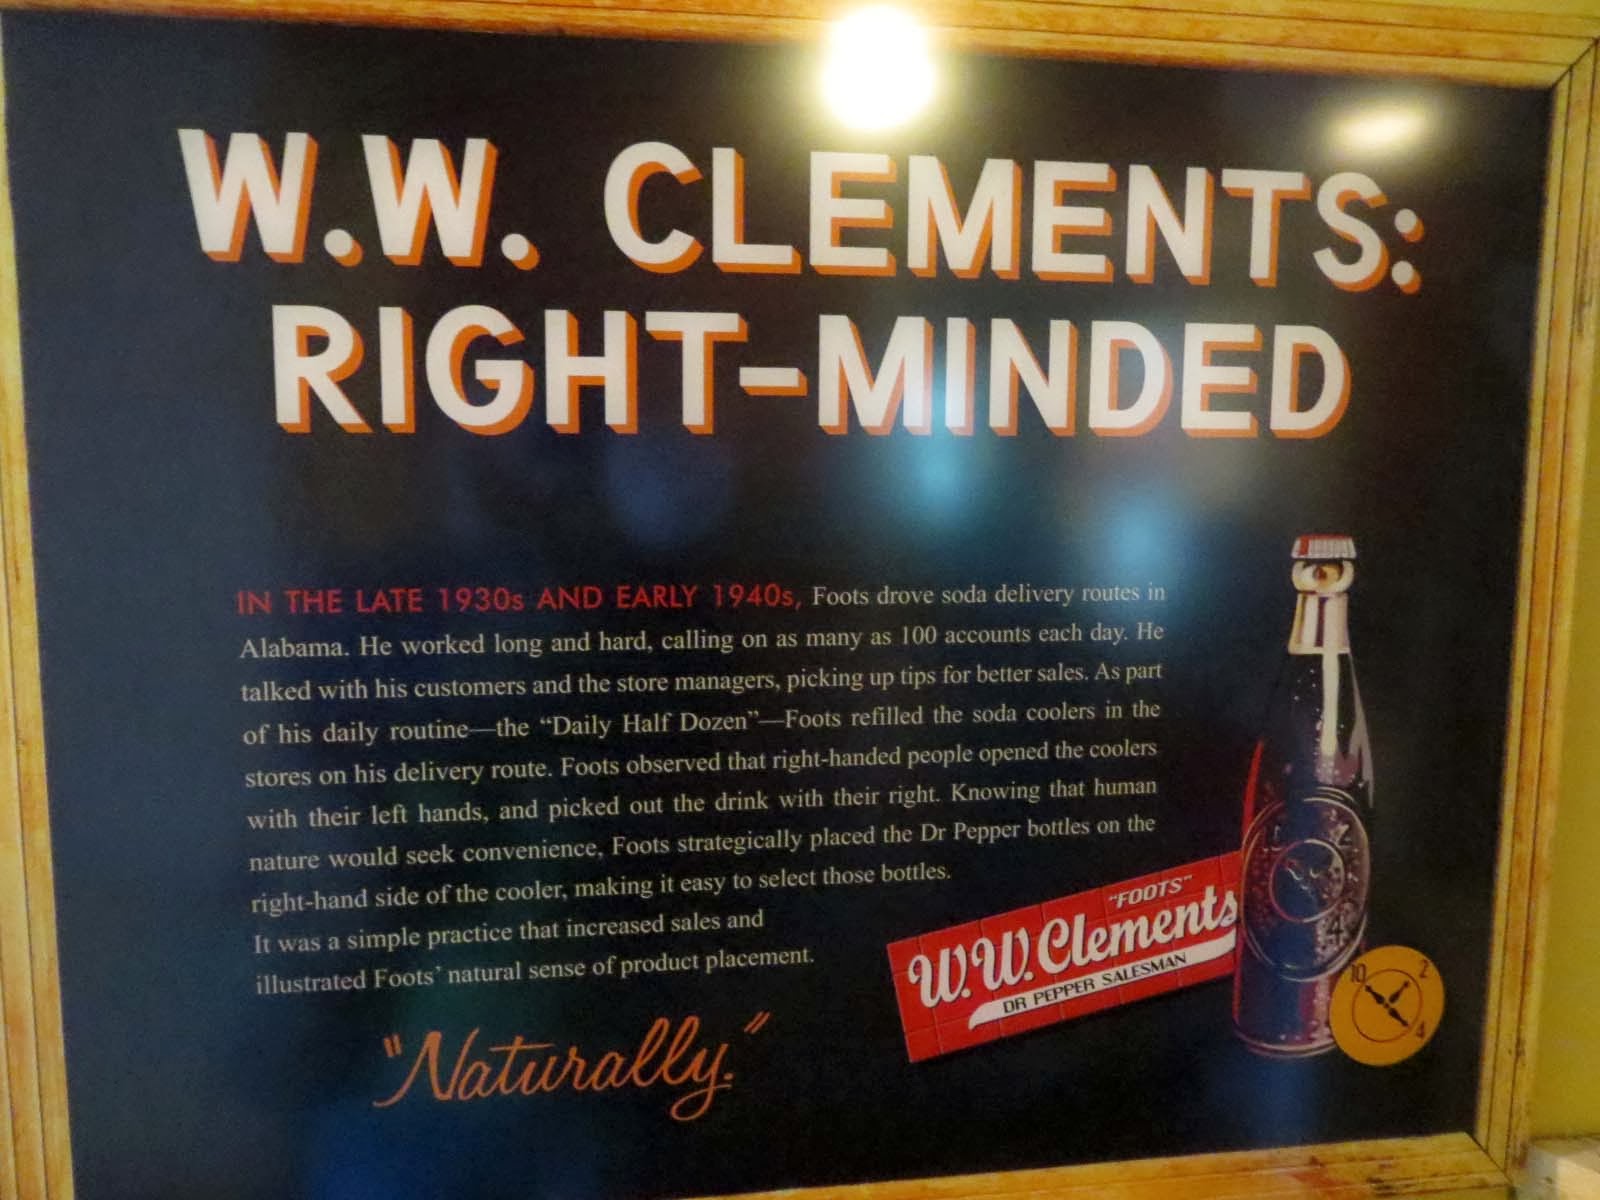 W.W. CLEMENTS:
RIGHT-MINDED
IN THE LATE 1930s AND EARLY 1940s, Foots drove soda delivery routes in
Alabama. He worked long and hard, calling on as many as 100 accounts each day. He
talked with his customers and the store managers, picking up tips for better sales. As part
of his daily routine—the “Daily Half Dozen”—Foots refilled the soda coolers in the
stores on his delivery route. Foots observed that right-handed people opened the coolers
with their left hands, and picked out the drink with their right. Knowing that human
nature would seek convenience, Foots strategically placed the Dr Pepper bottles on the
right-hand side of the cooler, making it easy to select those bottles.
It was a simple practice that increased sales and
illustrated Foots’ natural sense of product placement.
"Naturally."
"FOOTS"
W.W. Clements
DR PEPPER SALESMAN
10 2
4